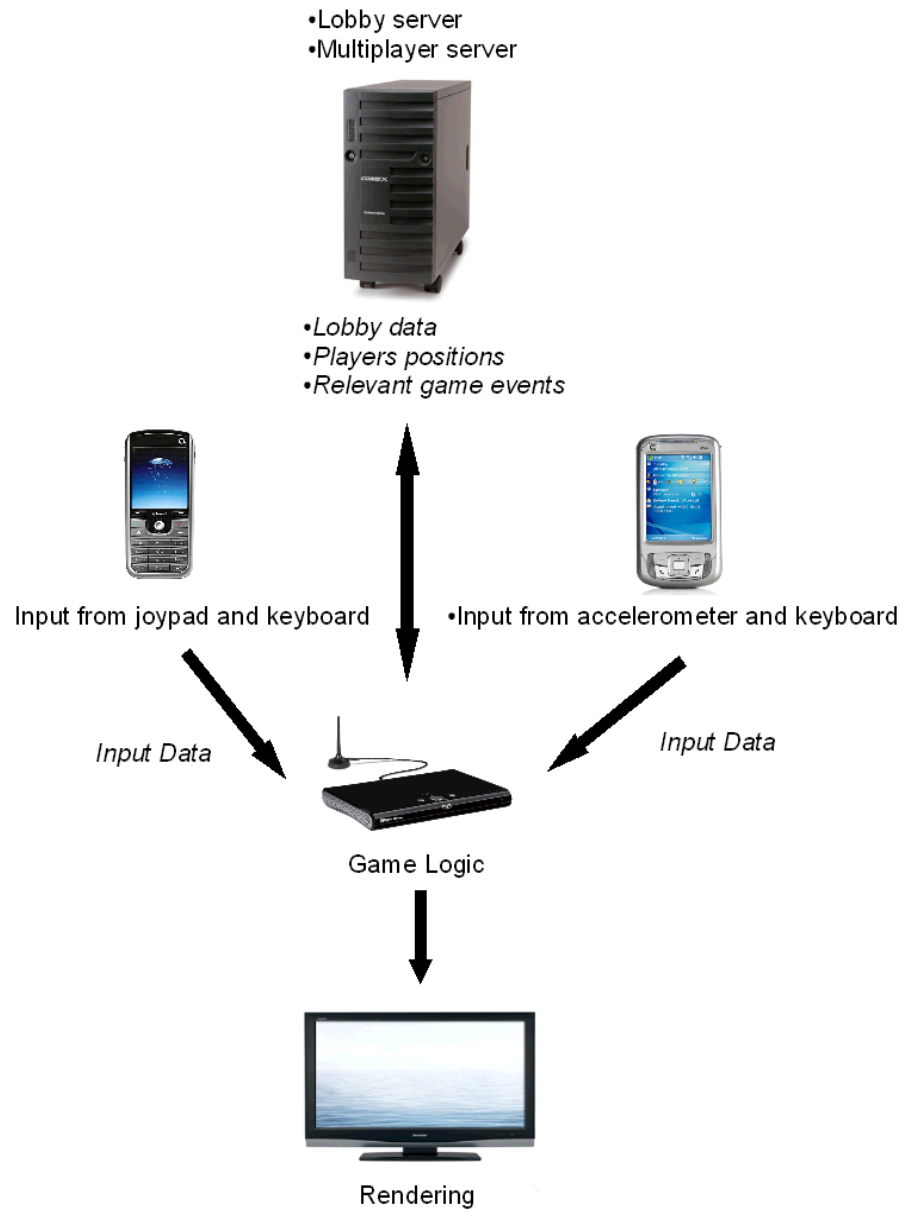 •Lobby server
•Multiplayer server
COMEX
•Lobby data
•Players positions
•Relevant game events
Input from joypad and keyboard
•Input from accelerometer and keyboard
Input Data
Input Data
Game Logic
Rendering